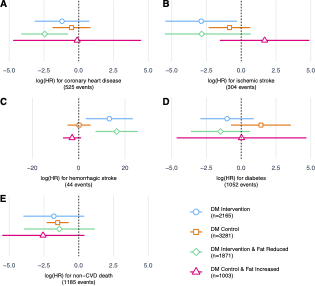 A
B
−5.0 −2.5 0.0 2.5 5.0
−5.0 −2.5 0.0 2.5 5.0
log(HR) for coronary heart disease
(525 events)
log(HR) for ischemic stroke
(304 events)
C
D
−20 0 20
−5.0 −2.5 0.0 2.5 5.0
log(HR) for hemorrhagic stroke
(44 events)
log(HR) for diabetes
(1052 events)
E
−5.0 −2.5 0.0 2.5 5.0
log(HR) for non−CVD death
(1185 events)
DM Intervention
(n=2165)
DM Control
(n=3281)
DM Intervention & Fat Reduced
(n=1871)
DM Control & Fat Increased
(n=1003)